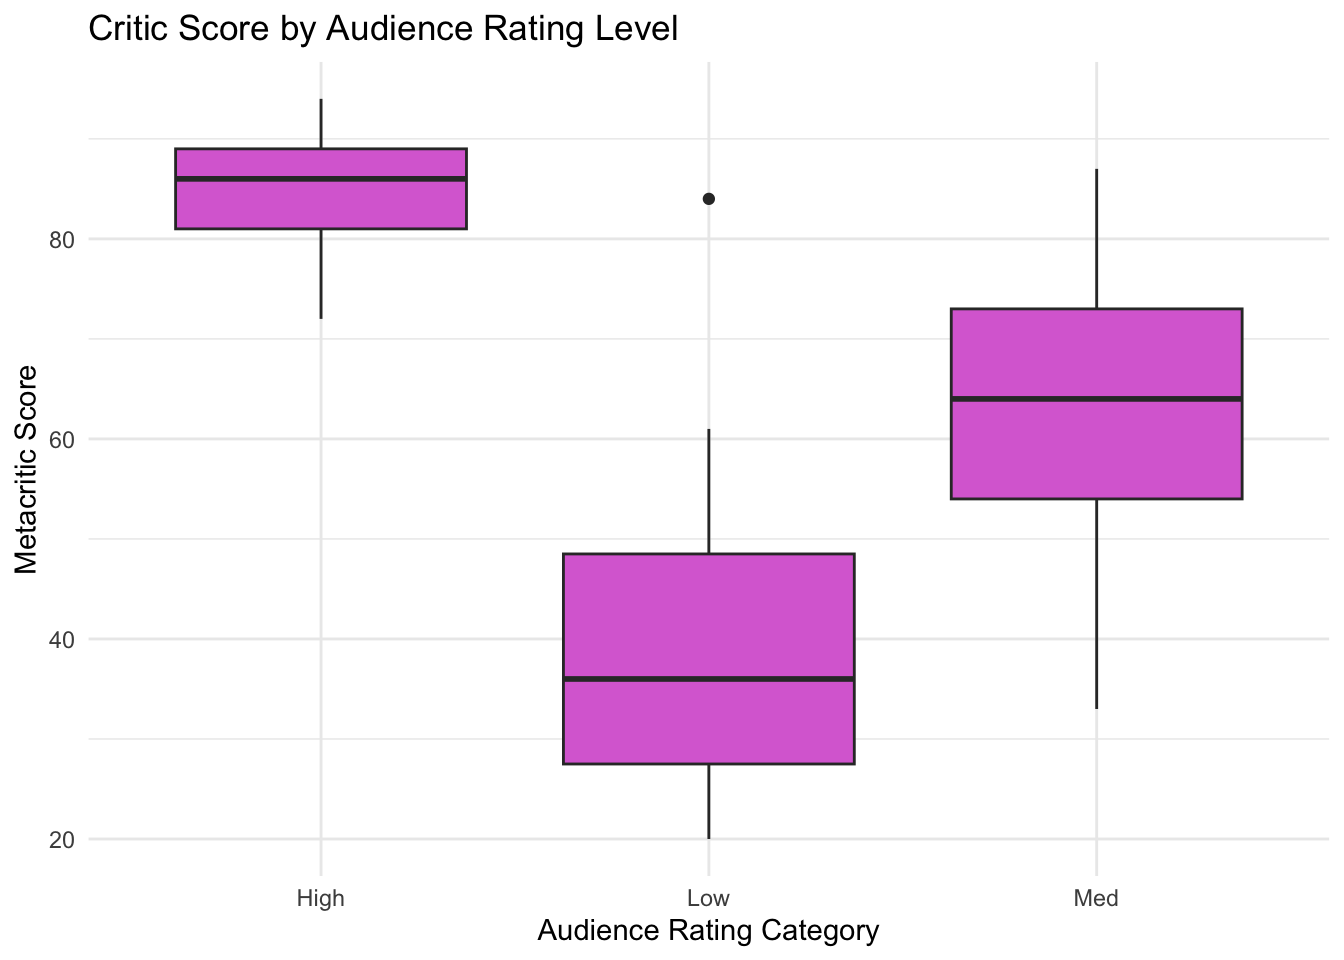 Critic Score by Audience Rating Level
Metacritic Score
80
60
40
20
High
Low
Med
Audience Rating Category